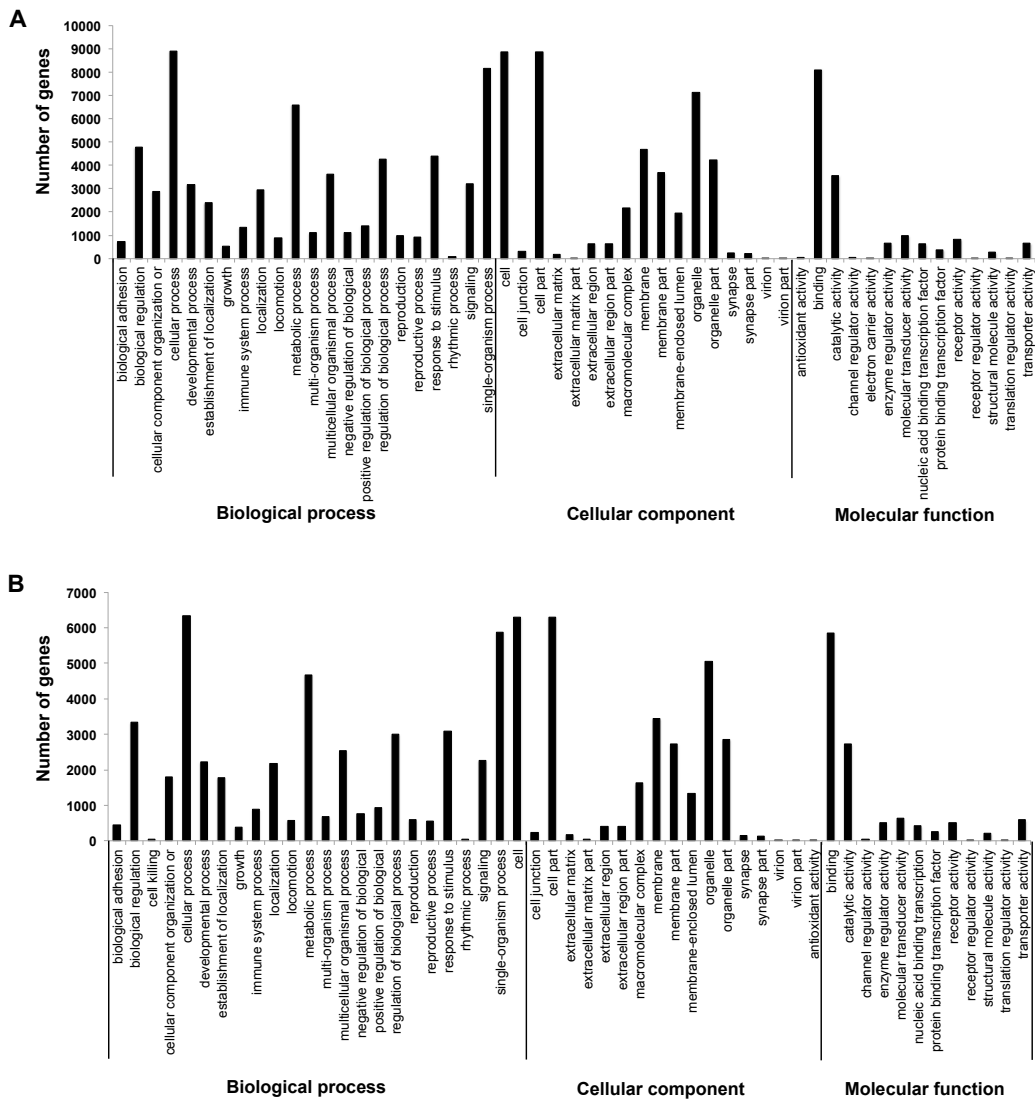 A
Number of genes
10000
9000
8000
7000
6000
5000
4000
3000
2000
1000
0
biological adhesion
biological regulation
cellular component organization or
cellular process
developmental process
establishment of localization
growth
immune system process
localization
locomotion
metabolic process
multi-organism process
multicellular organismal process
negative regulation of biological
positive regulation of biological process
regulation of biological process
reproduction
reproductive process
response to stimulus
rhythmic process
signaling
single-organism process
cell
cell junction
cell part
extracellular matrix
extracellular matrix part
extracellular region
extracellular region part
macromolecular complex
membrane
membrane part
membrane-enclosed lumen
organelle
organelle part
synapse
synapse part
virion
virion part
antioxidant activity
binding
catalytic activity
channel regulator activity
electron carrier activity
enzyme regulator activity
molecular transducer activity
nucleic acid binding transcription factor
protein binding transcription factor
receptor activity
receptor regulator activity
structural molecule activity
translation regulator activity
transporter activity
Biological process
Cellular component
Molecular function
B
Number of genes
7000
6000
5000
4000
3000
2000
1000
0
biological adhesion
biological regulation
cell killing
cellular component organization or
cellular process
developmental process
establishment of localization
growth
immune system process
localization
locomotion
metabolic process
multi-organism process
multicellular organismal process
negative regulation of biological
positive regulation of biological
regulation of biological process
reproduction
reproductive process
response to stimulus
rhythmic process
signaling
single-organism process
cell
cell junction
cell part
extracellular matrix
extracellular matrix part
extracellular region
extracellular region part
macromolecular complex
membrane
membrane part
membrane-enclosed lumen
organelle
organelle part
synapse
synapse part
virion
virion part
antioxidant activity
binding
catalytic activity
channel regulator activity
enzyme regulator activity
molecular transducer activity
nucleic acid binding transcription
protein binding transcription factor
receptor activity
receptor regulator activity
structural molecule activity
translation regulator activity
transporter activity
Biological process
Cellular component
Molecular function